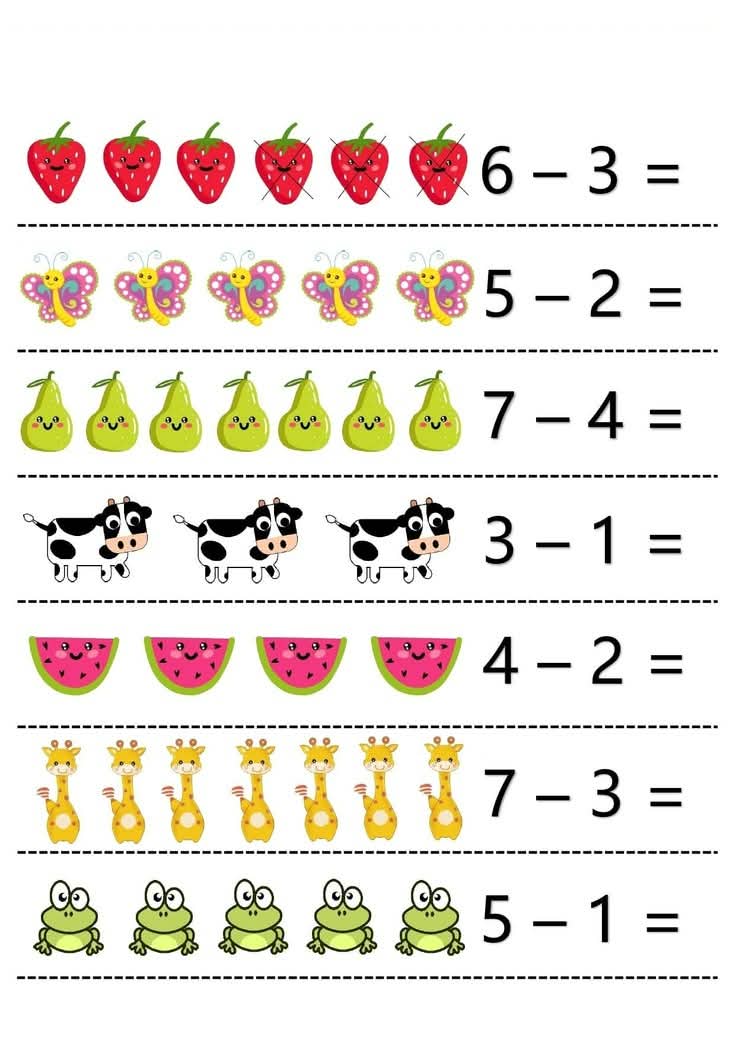 6 – 3 =
5 – 2 =
7 – 4 =
3 – 1 =
4 – 2 =
7 – 3 =
5 – 1 =